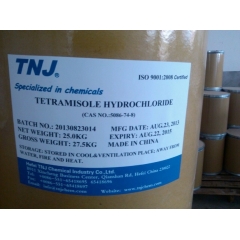 TNJ
ISO 9001:2008 Certified
Specialized in chemicals
TETRAMISOLE HYDROCHLORIDE
(CAS NO.:5086-74-8)
BATCH NO: 20130823014 MFG DATE: AUG.23, 2013
NET WEIGHT: 25.0KG EXPIRY: AUG.22, 2015
GROSS WEIGHT: 27.5KG MADE IN CHINA
STORAGE: STORED IN COOL&VENTILATION PLACE; AWAY FROM
WATER, FIRE AND HEAT.
Hefei TNJ Chemical Industry Co., Ltd.